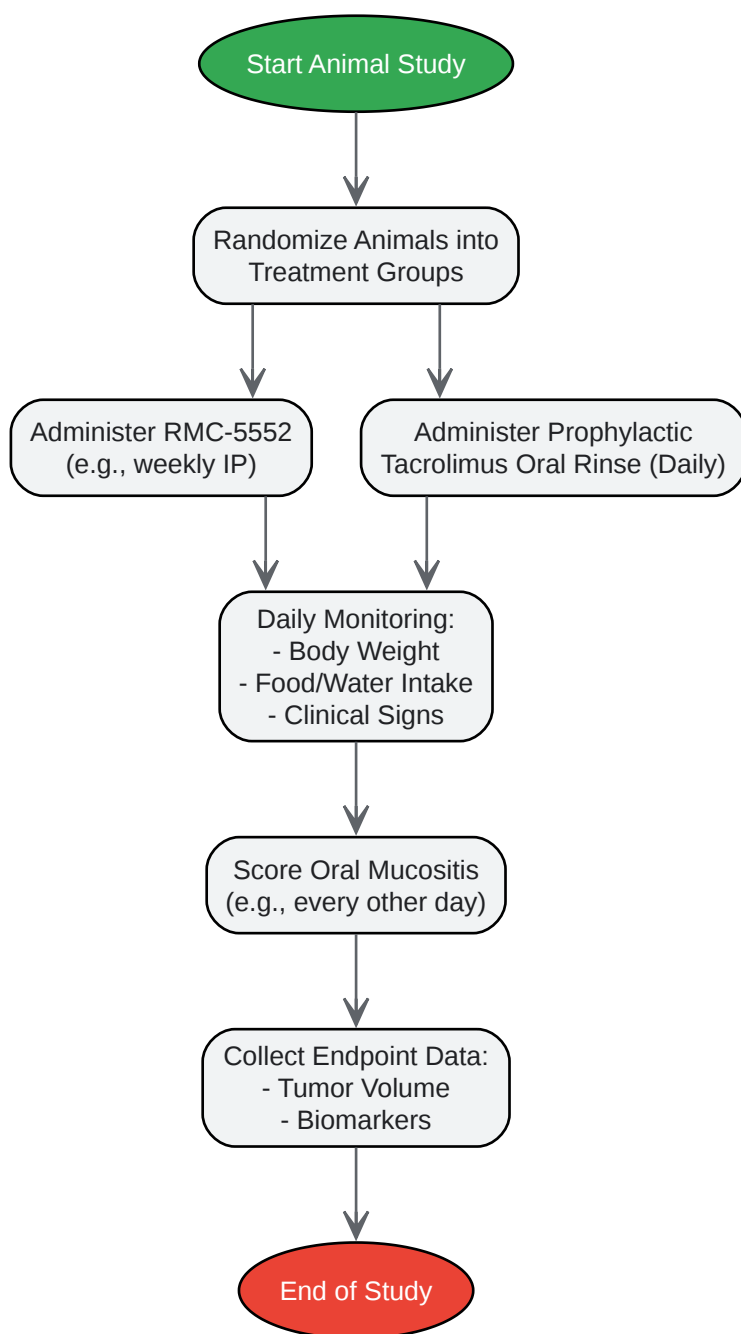 Start Animal Study
Randomize Animals into
Treatment Groups
Administer RMC-5552
(e.g., weekly IP)
Administer Prophylactic
Tacrolimus Oral Rinse (Daily)
Daily Monitoring:
- Body Weight
- Food/Water Intake
- Clinical Signs
Score Oral Mucositis
(e.g., every other day)
Collect Endpoint Data:
- Tumor Volume
- Biomarkers
End of Study